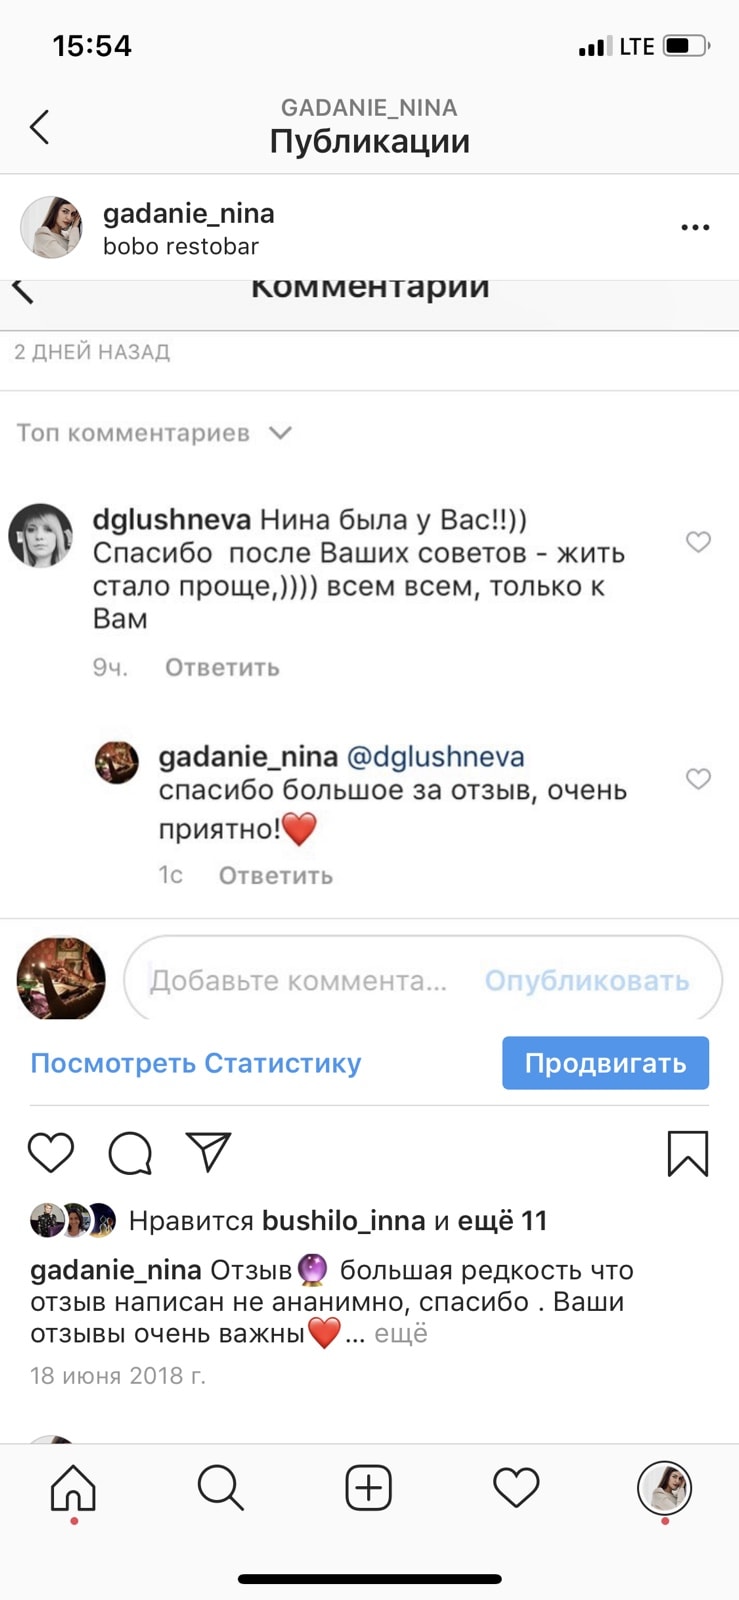 15:54
LTE
GADANIE_NINA
Публикации
gadanie_nina
bobo restobar
Комментарии
2 ДНЕЙ НАЗАД
Топ комментариев
dglushneva Нина была у Вас!!))
Спасибо после Ваших советов - жить
стало проще,)))) всем всем, только к
Вам
9ч. Ответить
gadanie_nina @dglushneva
спасибо большое за отзыв, очень
приятно!❤️
1с Ответить
Добавьте коммента... Опубликовать
Посмотреть Статистику Продвигать
Нравится bushilo_inna и ещё 11
gadanie_nina Отзыв🔮 большая редкость что
отзыв написан не ананимно, спасибо . Ваши
отзывы очень важны❤️... ещё
18 июня 2018 г.